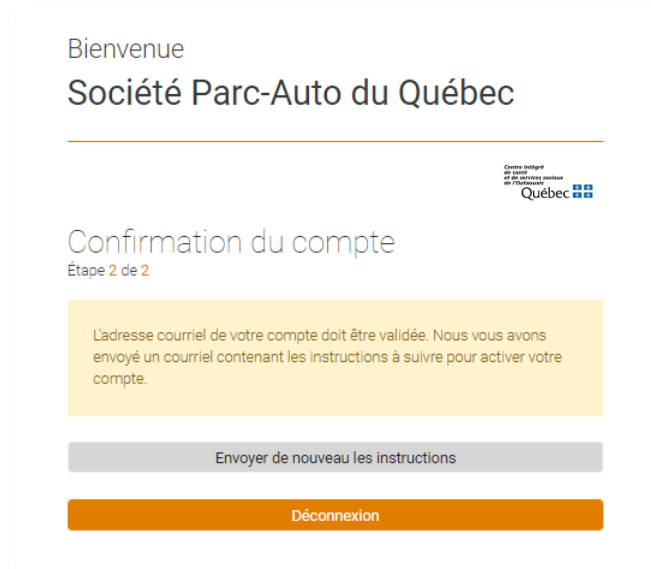 Bienvenue
Société Parc-Auto du Québec
Centre intégré
de santé
et de services sociaux
de l'Outaouais
Québec
Confirmation du compte
Étape 2 de 2
L'adresse courriel de votre compte doit être validée. Nous vous avons
envoyé un courriel contenant les instructions à suivre pour activer votre
compte.
Envoyer de nouveau les instructions
Déconnexion